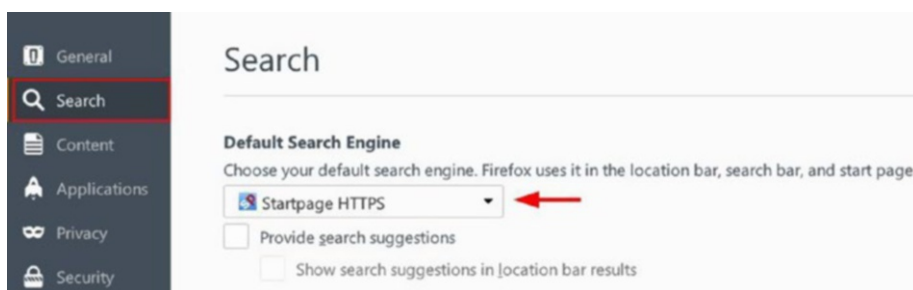 General
Search
Content
Applications
Privacy
Security
Search
Default Search Engine
Choose your default search engine. Firefox uses it in the location bar, search bar, and start page
Startpage HTTPS
Provide search suggestions
Show search suggestions in location bar results